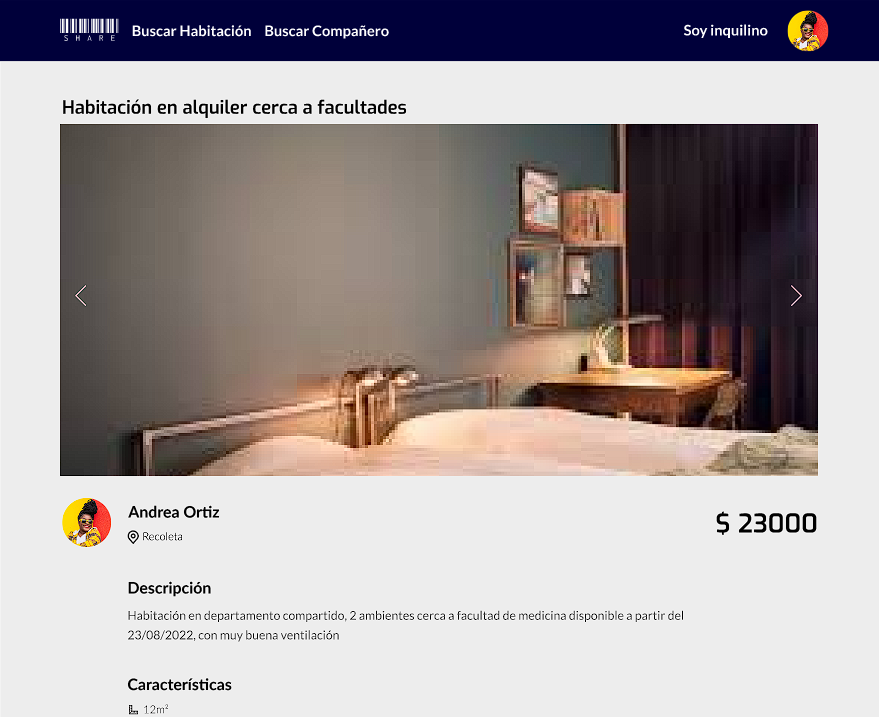 SHARE
Buscar Habitación Buscar Compañero
Soy inquilino
Habitación en alquiler cerca a facultades
Andrea Ortiz
Recoleta
$ 23000
Descripción
Habitación en departamento compartido, 2 ambientes cerca a facultad de medicina disponible a partir del
23/08/2022, con muy buena ventilación
Características
12m²